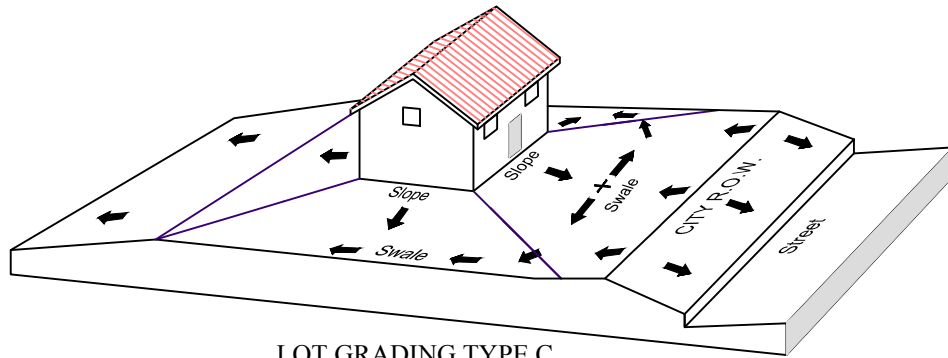 Slope
Slope
Swale
Swale
CITY R.O.W.
Street
LOT GRADING TYPE C